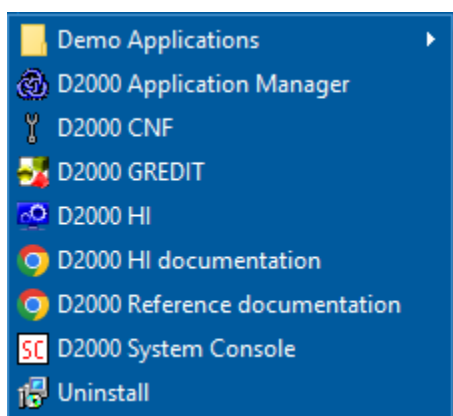 Demo Applications
D2000 Application Manager
D2000 CNF
D2000 GREDIT
D2000 HI
D2000 HI documentation
D2000 Reference documentation
SC D2000 System Console
Uninstall